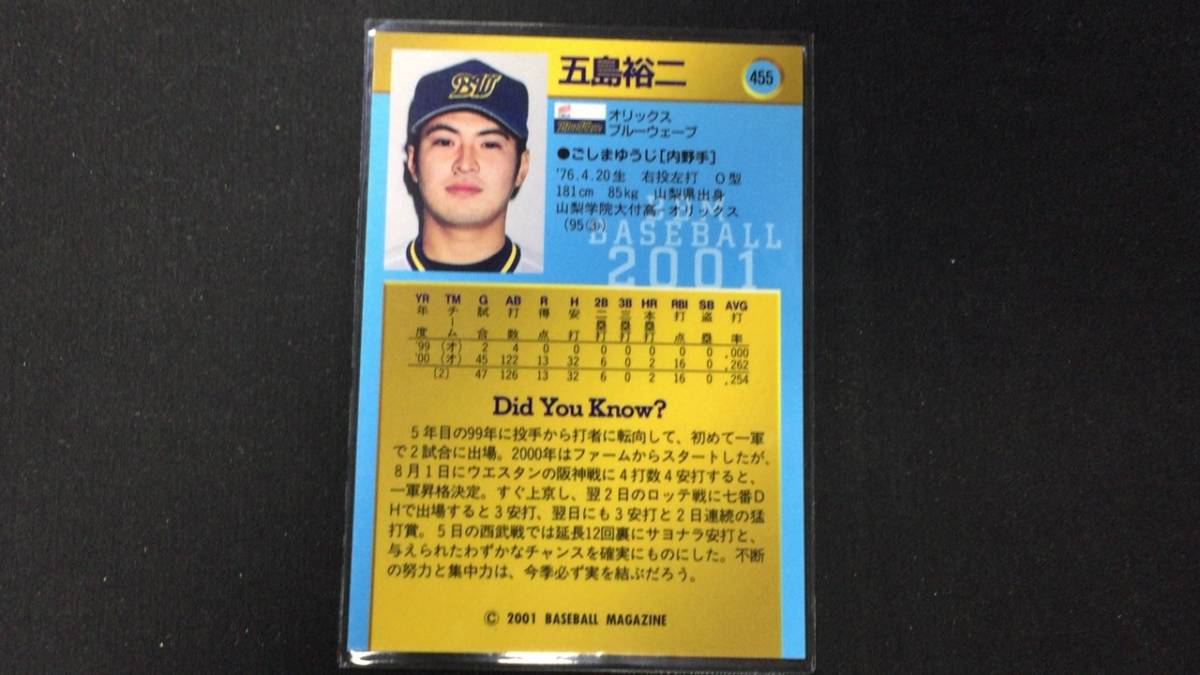 五島裕二
455
BW
オリックス
ブルーウェーブ
●ごしまゆうじ[内野手]
'76.4.20生 右投左打 O型
181cm 85kg 山梨県出身
山梨学院大付高 オリックス
(95③)
BBM
BASEBALL
2001
YR TM G AB R H 2B 3B HR RBI SB AVG
年度 チーム 試合 打数 得点 安打 二塁打 三塁打 本塁打 打点 盗塁 打率
'99 (オ) 2 4 0 0 0 0 0 0 0 .000
'00 (オ) 45 122 13 32 6 0 2 16 0 .262
[2] 47 126 13 32 6 0 2 16 0 .254
Did You Know?
5年目の99年に投手から打者に転向して、初めて一軍
で2試合に出場。2000年はファームからスタートしたが、
8月1日にウエスタンの阪神戦に4打数4安打すると、
一軍昇格決定。すぐ上京し、翌2日のロッテ戦に七番D
Hで出場すると3安打、翌日にも3安打と2日連続の猛
打賞。5日の西武戦では延長12回裏にサヨナラ安打と、
与えられたわずかなチャンスを確実にものにした。不断
の努力と集中力は、今季必ず実を結ぶだろう。
© 2001 BASEBALL MAGAZINE